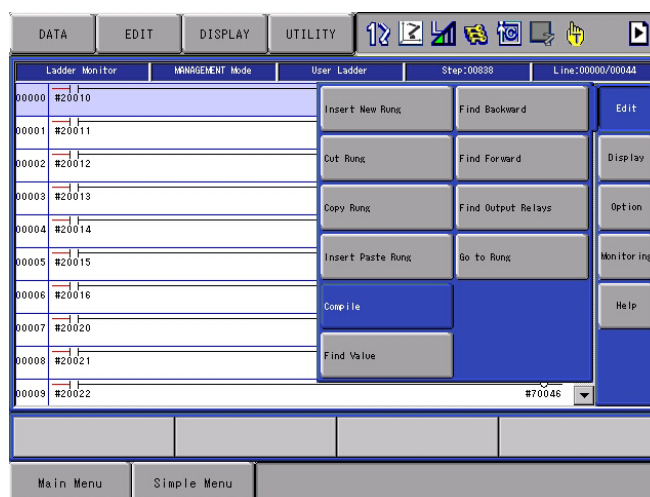 DATA EDIT DISPLAY UTILITY
Ladder Monitor MANAGEMENT Mode User Ladder Step:00838 Line:00000/00044
00000 #20010
Insert New Rung Find Backward Edit
00001 #20011
00002 #20012
Cut Rung Find Forward Display
00003 #20013
Copy Rung Find Output Relays Option
00004 #20014
00005 #20015
Insert Paste Rung Go to Rung Monitoring
00006 #20016
Compile Help
00007 #20020
00008 #20021
Find Value
00009 #20022 #70046
Main Menu Simple Menu